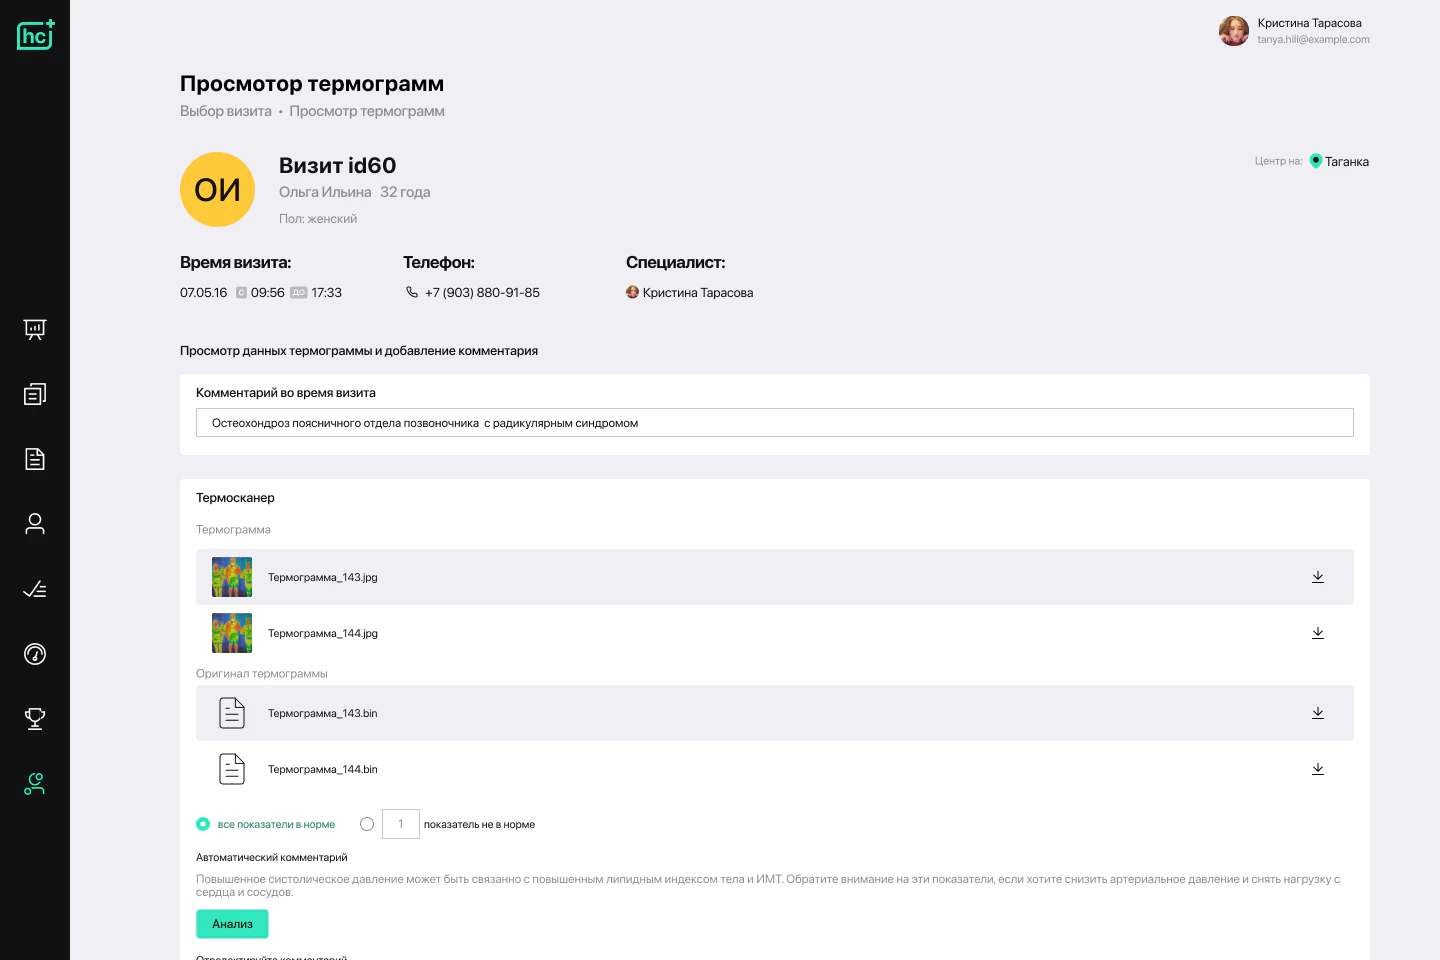 hc
Кристина Тарасова
tanya.hill@example.com
Просмотор термограмм
Выбор визита • Просмотр термограмм
ОИ
Визит id60
Ольга Ильина 32 года
Пол: женский
Центр на: Таганка
Время визита:
07.05.16 с 09:56 до 17:33
Телефон:
+7 (903) 880-91-85
Специалист:
Кристина Тарасова
Просмотр данных термограммы и добавление комментария
Комментарий во время визита
Остеохондроз поясничного отдела позвоночника с радикулярным синдромом
Термосканер
Термограмма
Термограмма_143.jpg
Термограмма_144.jpg
Оригинал термограммы
Термограмма_143.bin
Термограмма_144.bin
все показатели в норме 1 показатель не в норме
Автоматический комментарий
Повышенное систолическое давление может быть связанно с повышенным липидным индексом тела и ИМТ. Обратите внимание на эти показатели, если хотите снизить артериальное давление и снять нагрузку с
сердца и сосудов.
Анализ
Отредактируйте комментарий